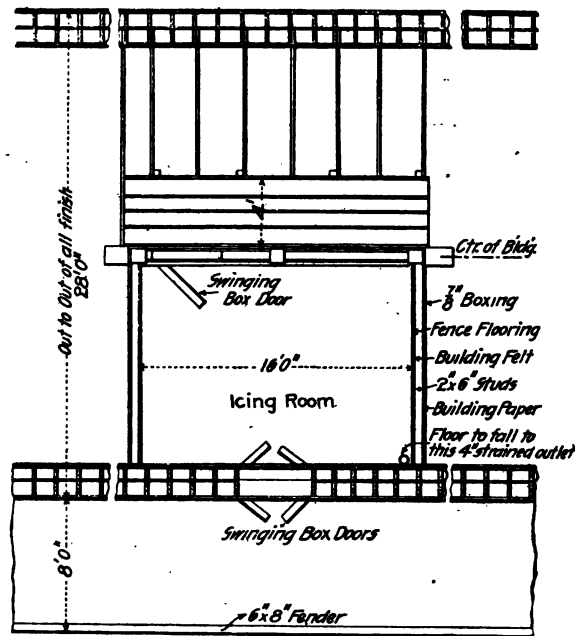 Out to Out of all finish
28'0"
4'
Ctr. of Bldg.
Swinging
Box Door
7/8" Boxing
Fence Flooring
16'0"
Building Felt
2"x6" Studs
Icing Room
Building Paper
Floor to fall to
this 4" strained outlet
Swinging Box Doors
8'0"
6"x8" Fender